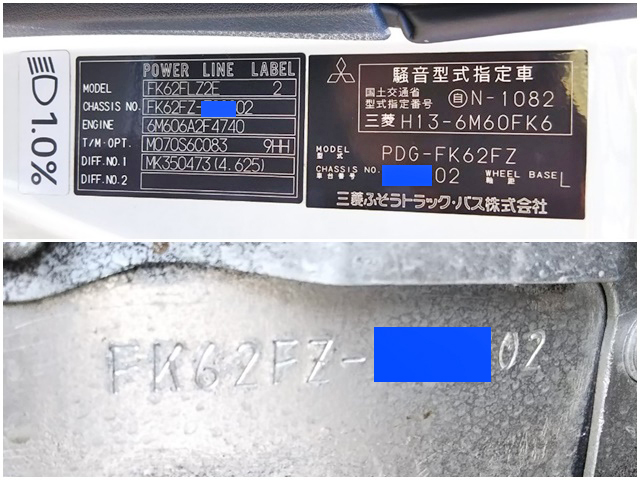 1.0%
POWER LINE LABEL
MODEL FK62FLZ2E 2
CHASSIS NO. FK62FZ- 02
ENGINE 6M606A2F4740
T/M・OPT. M070S6C083 9HH
DIFF.NO.1 MK350473(4.625)
DIFF.NO.2
騒音型式指定車
国土交通省
型式指定番号 自N-1082
三菱 H13-6M60FK6
MODEL
型式 PDG-FK62FZ
CHASSIS NO. 02 WHEEL BASE L
車台番号 軸距
三菱ふそうトラック・バス株式会社
FK62FZ- 02